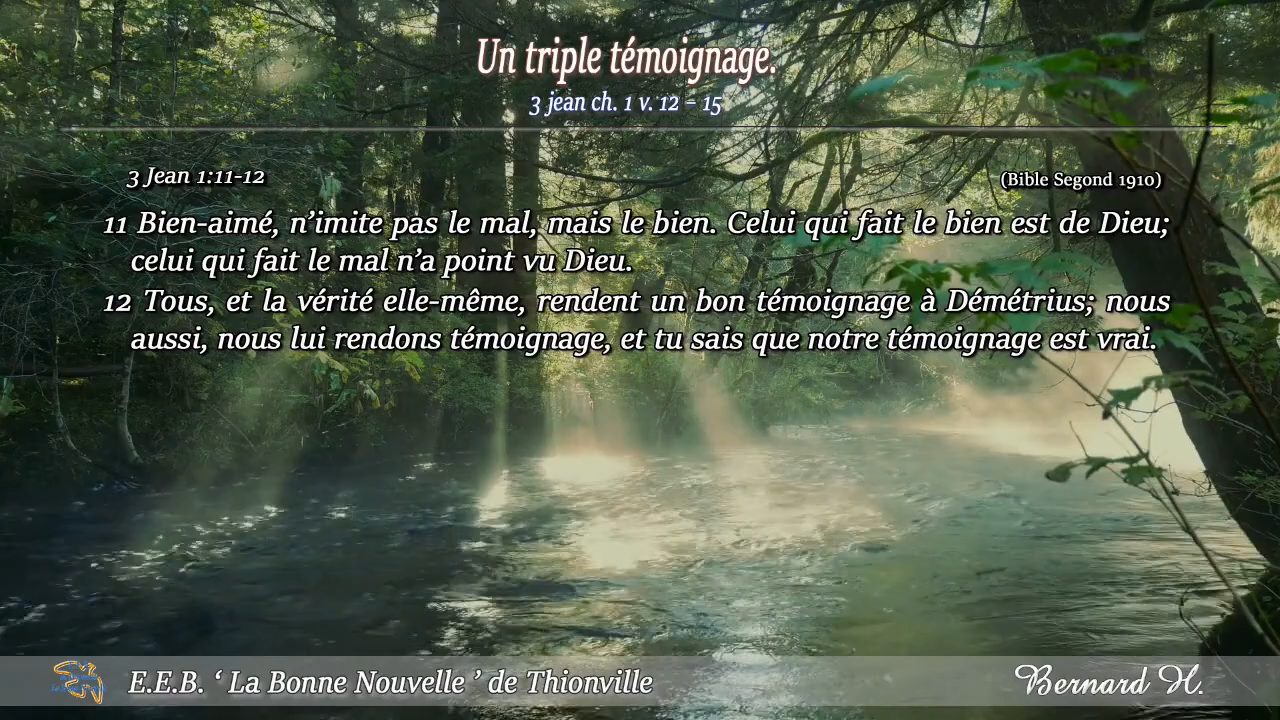 Un triple témoignage.
3 jean ch. 1 v. 12 – 15
3 Jean 1:11-12
(Bible Segond 1910)
11 Bien-aimé, n’imite pas le mal, mais le bien. Celui qui fait le bien est de Dieu;
celui qui fait le mal n’a point vu Dieu.
12 Tous, et la vérité elle-même, rendent un bon témoignage à Démétrius; nous
aussi, nous lui rendons témoignage, et tu sais que notre témoignage est vrai.
E.E.B. ‘ La Bonne Nouvelle ’ de Thionville
Bernard H.